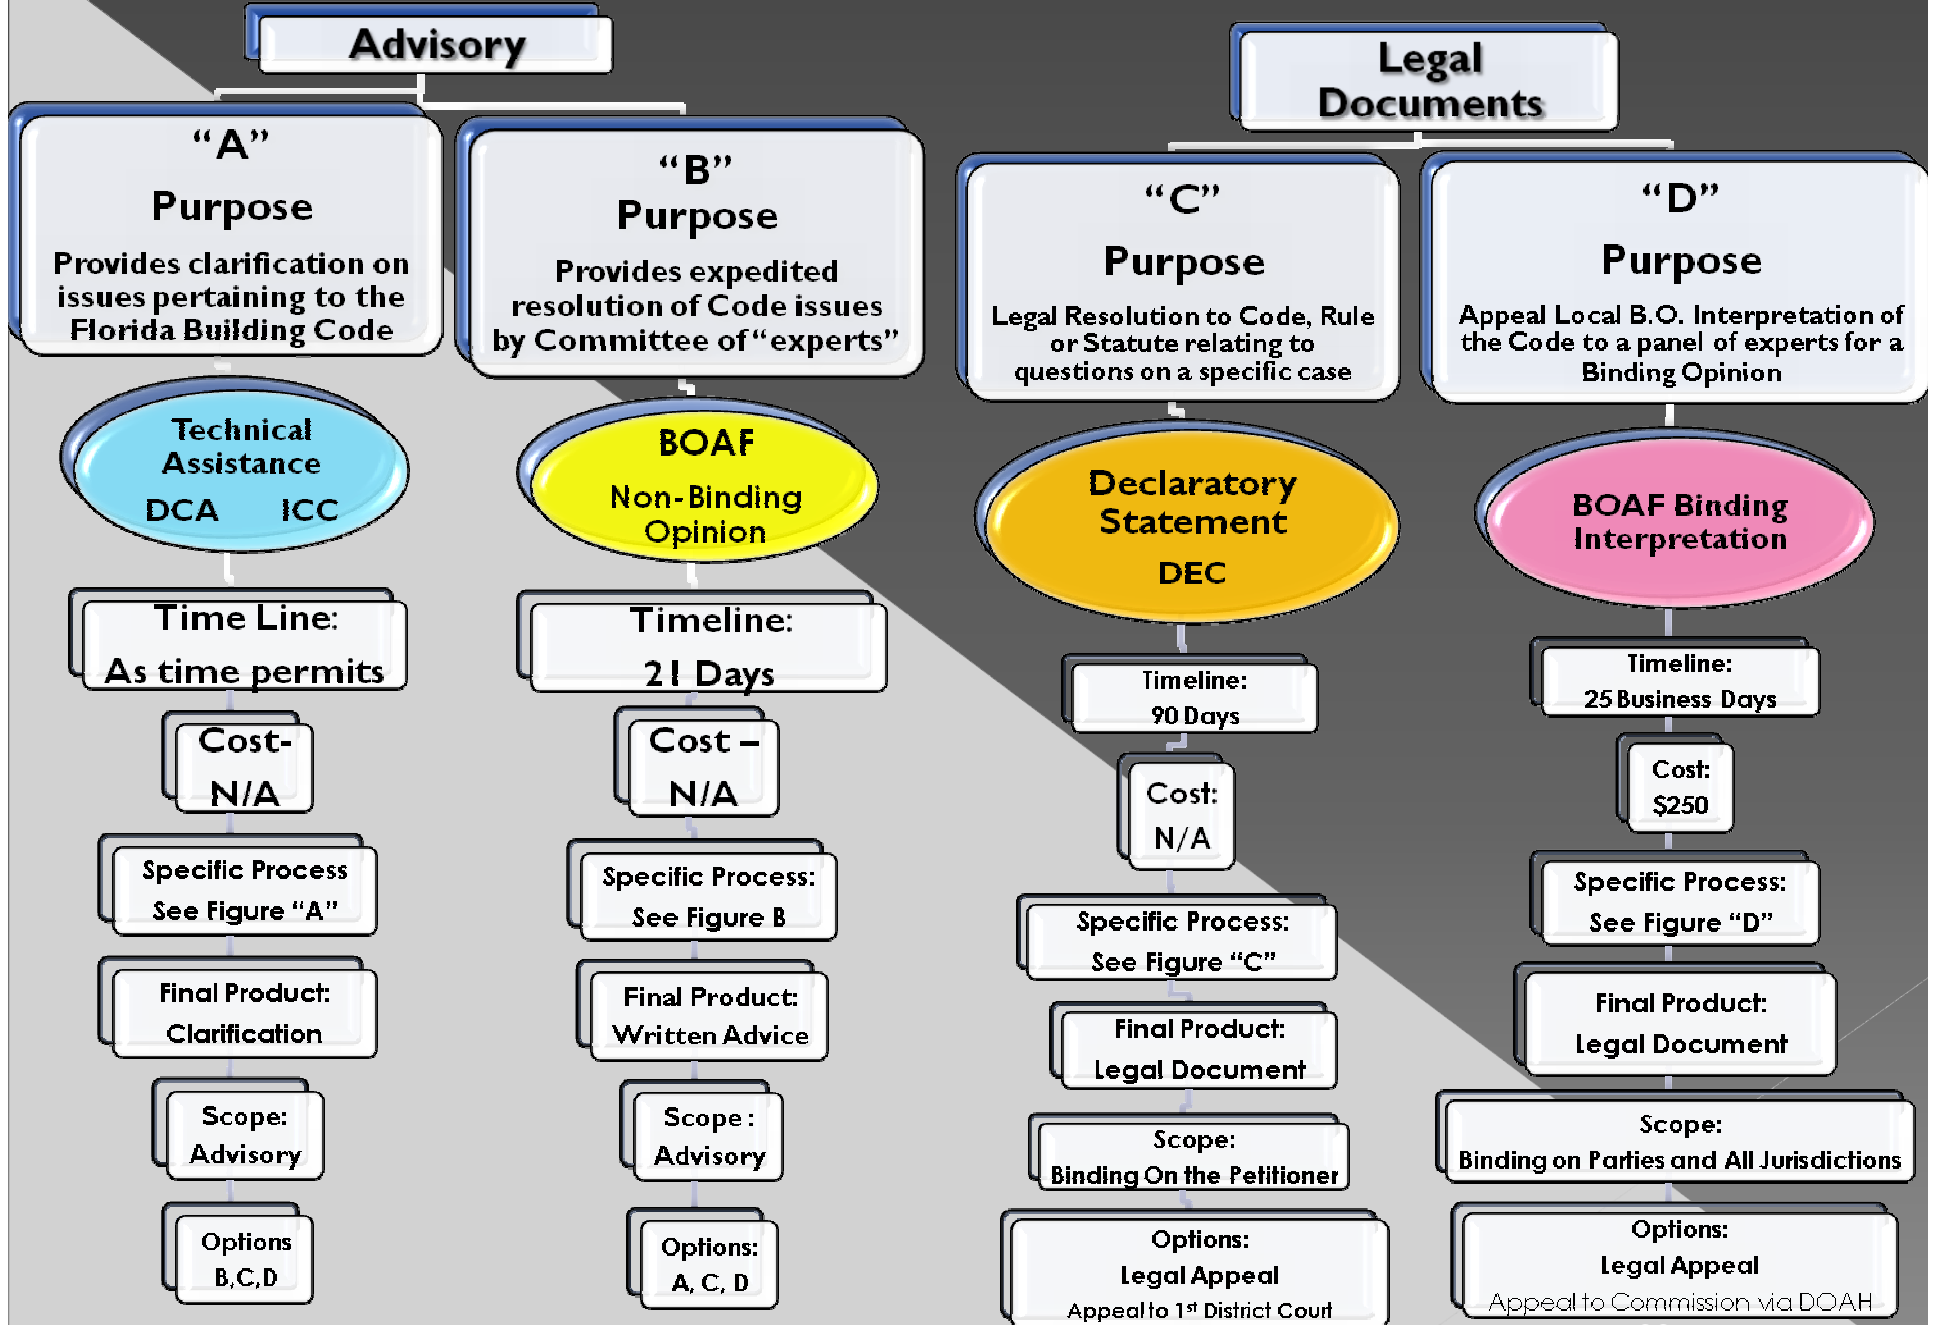 Advisory
"A"
Purpose
Provides clarification on
issues pertaining to the
Florida Building Code
Technical
Assistance
DCA ICC
Time Line:
As time permits
Cost-
N/A
Specific Process
See Figure "A"
Final Product:
Clarification
Scope:
Advisory
Options
B,C,D
"B"
Purpose
Provides expedited
resolution of Code issues
by Committee of "experts"
BOAF
Non-Binding
Opinion
Timeline:
21 Days
Cost –
N/A
Specific Process:
See Figure B
Final Product:
Written Advice
Scope :
Advisory
Options:
A, C, D
Legal
Documents
"C"
Purpose
Legal Resolution to Code, Rule
or Statute relating to
questions on a specific case
Declaratory
Statement
DEC
Timeline:
90 Days
Cost:
N/A
Specific Process:
See Figure "C"
Final Product:
Legal Document
Scope:
Binding On the Petitioner
Options:
Legal Appeal
Appeal to 1st District Court
"D"
Purpose
Appeal Local B.O. Interpretation of
the Code to a panel of experts for a
Binding Opinion
BOAF Binding
Interpretation
Timeline:
25 Business Days
Cost:
$250
Specific Process:
See Figure "D"
Final Product:
Legal Document
Scope:
Binding on Parties and All Jurisdictions
Options:
Legal Appeal
Appeal to Commission via DOAH